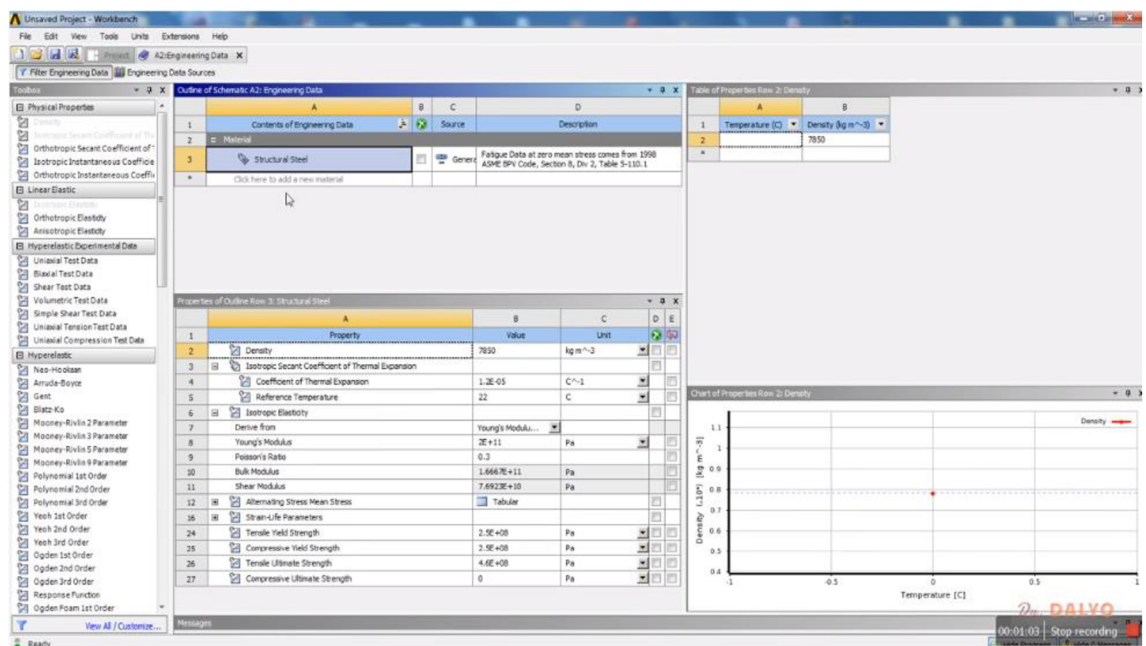 Unsaved Project - Workbench
File Edit View Tools Units Extensions Help
Project A2:Engineering Data X
Filter Engineering Data Engineering Data Sources
Toolbox
Physical Properties
Density
Orthotropic Secant Coefficient of
Isotropic Instantaneous Coefficie
Orthotropic Instantaneous Coeffi
Linear Elastic
Isotropic Elasticity
Orthotropic Elasticity
Anisotropic Elasticity
Hyperelastic Experimental Data
Uniaxial Test Data
Biaxial Test Data
Shear Test Data
Volumetric Test Data
Simple Shear Test Data
Uniaxial Tension Test Data
Uniaxial Compression Test Data
Hyperelastic
Neo-Hookean
Arruda-Boyce
Gent
Blatz-Ko
Mooney-Rivlin 2 Parameter
Mooney-Rivlin 3 Parameter
Mooney-Rivlin 5 Parameter
Mooney-Rivlin 9 Parameter
Polynomial 1st Order
Polynomial 2nd Order
Polynomial 3rd Order
Yeoh 1st Order
Yeoh 2nd Order
Yeoh 3rd Order
Ogden 1st Order
Ogden 2nd Order
Ogden 3rd Order
Response Function
Ogden Foam 1st Order
View All / Customize...
Ready
Outline of Schematic A2: Engineering Data
A B C D
1 Contents of Engineering Data Source Description
2 Material
3 Structural Steel Genera Fatigue Data at zero mean stress comes from 1998
ASME BPV Code, Section 8, Div 2, Table 5-110.1
* Click here to add a new material
Properties of Outline Row 3: Structural Steel
A B C D E
1 Property Value Unit
2 Density 7850 kg m^-3
3 Isotropic Secant Coefficient of Thermal Expansion
4 Coefficient of Thermal Expansion 1.2E-05 C^-1
5 Reference Temperature 22 C
6 Isotropic Elasticity
7 Derive from Young's Modulu...
8 Young's Modulus 2E+11 Pa
9 Poisson's Ratio 0.3
10 Bulk Modulus 1.6667E+11 Pa
11 Shear Modulus 7.6923E+10 Pa
12 Alternating Stress Mean Stress Tabular
16 Strain-Life Parameters
24 Tensile Yield Strength 2.5E+08 Pa
25 Compressive Yield Strength 2.5E+08 Pa
26 Tensile Ultimate Strength 4.6E+08 Pa
27 Compressive Ultimate Strength 0 Pa
Messages
Table of Properties Row 2: Density
A B
1 Temperature (C) Density (kg m^-3)
2 7850
*
Chart of Properties Row 2: Density
Density
1.1
1
0.9
0.8
0.7
0.6
0.5
0.4
Density (.10⁴) [kg m^-3]
-1 -0.5 0 0.5 1
Temperature [C]
Dr. DALYO
00:01:03 Stop recording